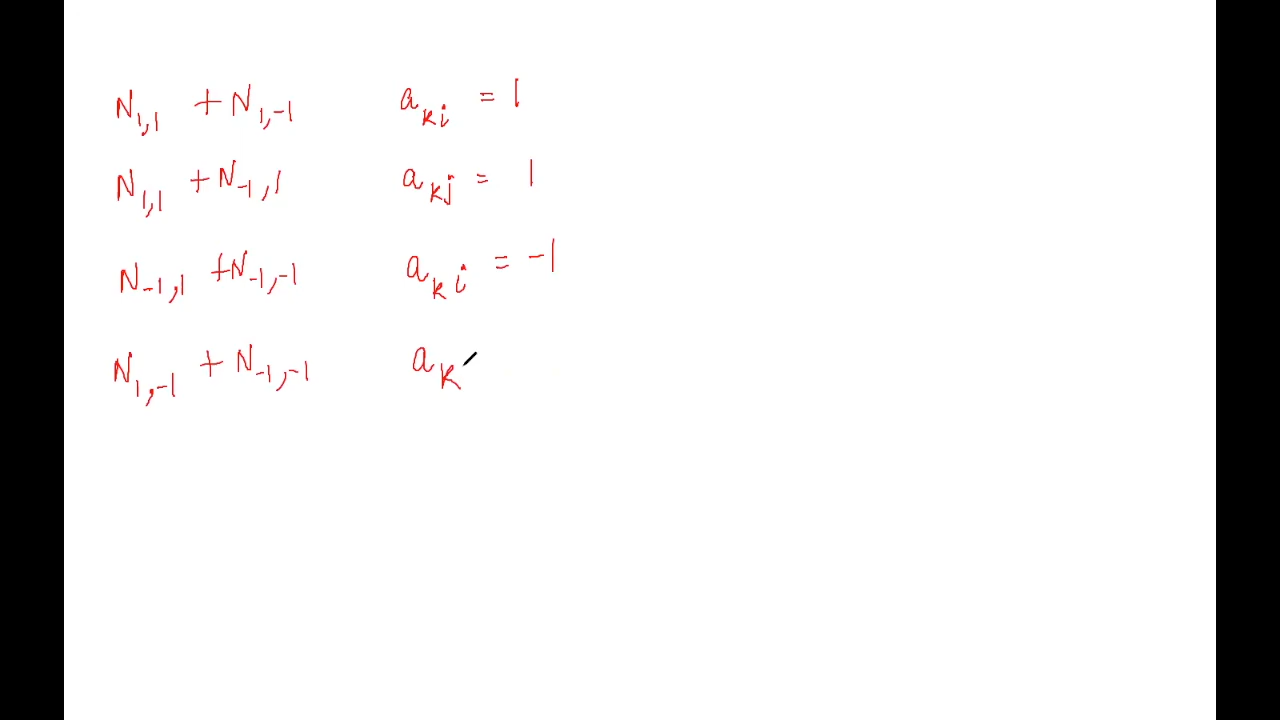 N₁,₁ + N₁,₋₁ aₖᵢ = 1
N₁,₁ + N₋₁,₁ aₖⱼ = 1
N₋₁,₁ + N₋₁,₋₁ aₖᵢ = -1
N₁,₋₁ + N₋₁,₋₁ aₖ